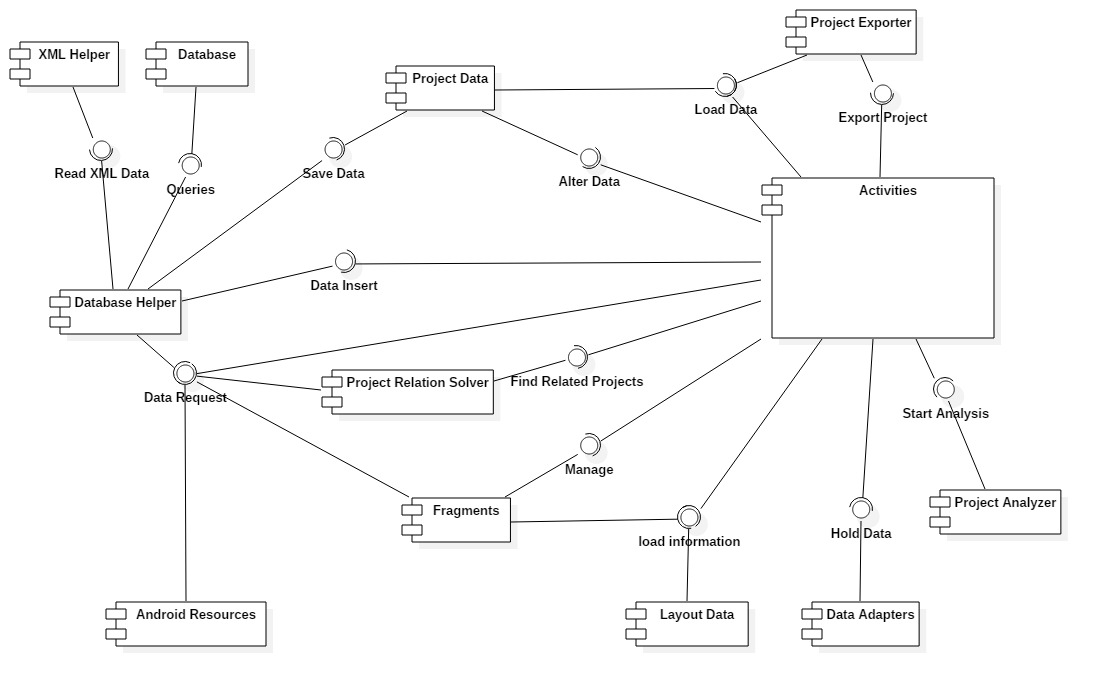 Project Exporter
XML Helper
Database
Project Data
Load Data
Export Project
Read XML Data
Queries
Save Data
Alter Data
Activities
Data Insert
Database Helper
Data Request
Project Relation Solver
Find Related Projects
Start Analysis
Manage
Fragments
Project Analyzer
load information
Hold Data
Android Resources
Layout Data
Data Adapters